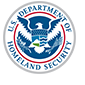 U.S. DEPARTMENT OF
HOMELAND SECURITY